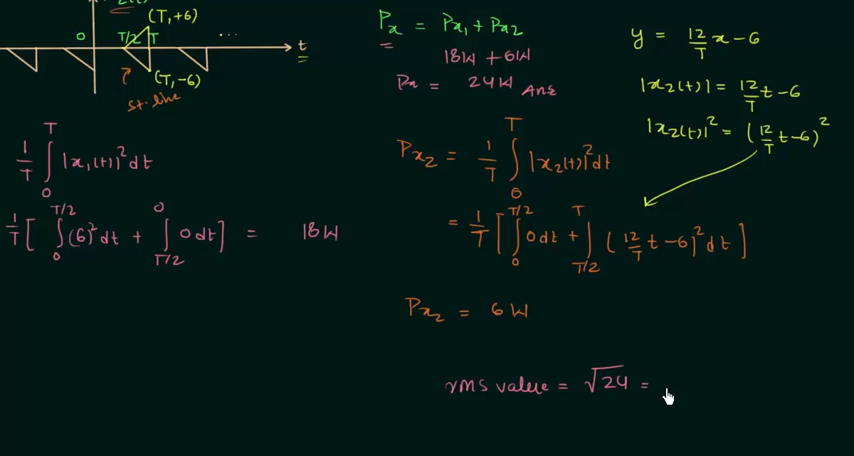 (T, +6)
0 T/2 T ... t
(T, -6)
st. line
1/T ∫₀ᵀ |x₁(t)|² dt
1/T [ ∫₀^{T/2} (6)² dt + ∫_{T/2}^0 0 dt ] = 18W
Px = Px₁ + Px₂
18W + 6W
Px = 24W Ans
Px₂ = 1/T ∫₀ᵀ |x₂(t)|² dt
= 1/T [ ∫₀^{T/2} 0 dt + ∫_{T/2}^T (12/T t - 6)² dt ]
Px₂ = 6W
rms value = √24 =
y = 12/T x - 6
|x₂(t)| = 12/T t - 6
|x₂(t)|² = (12/T t - 6)²